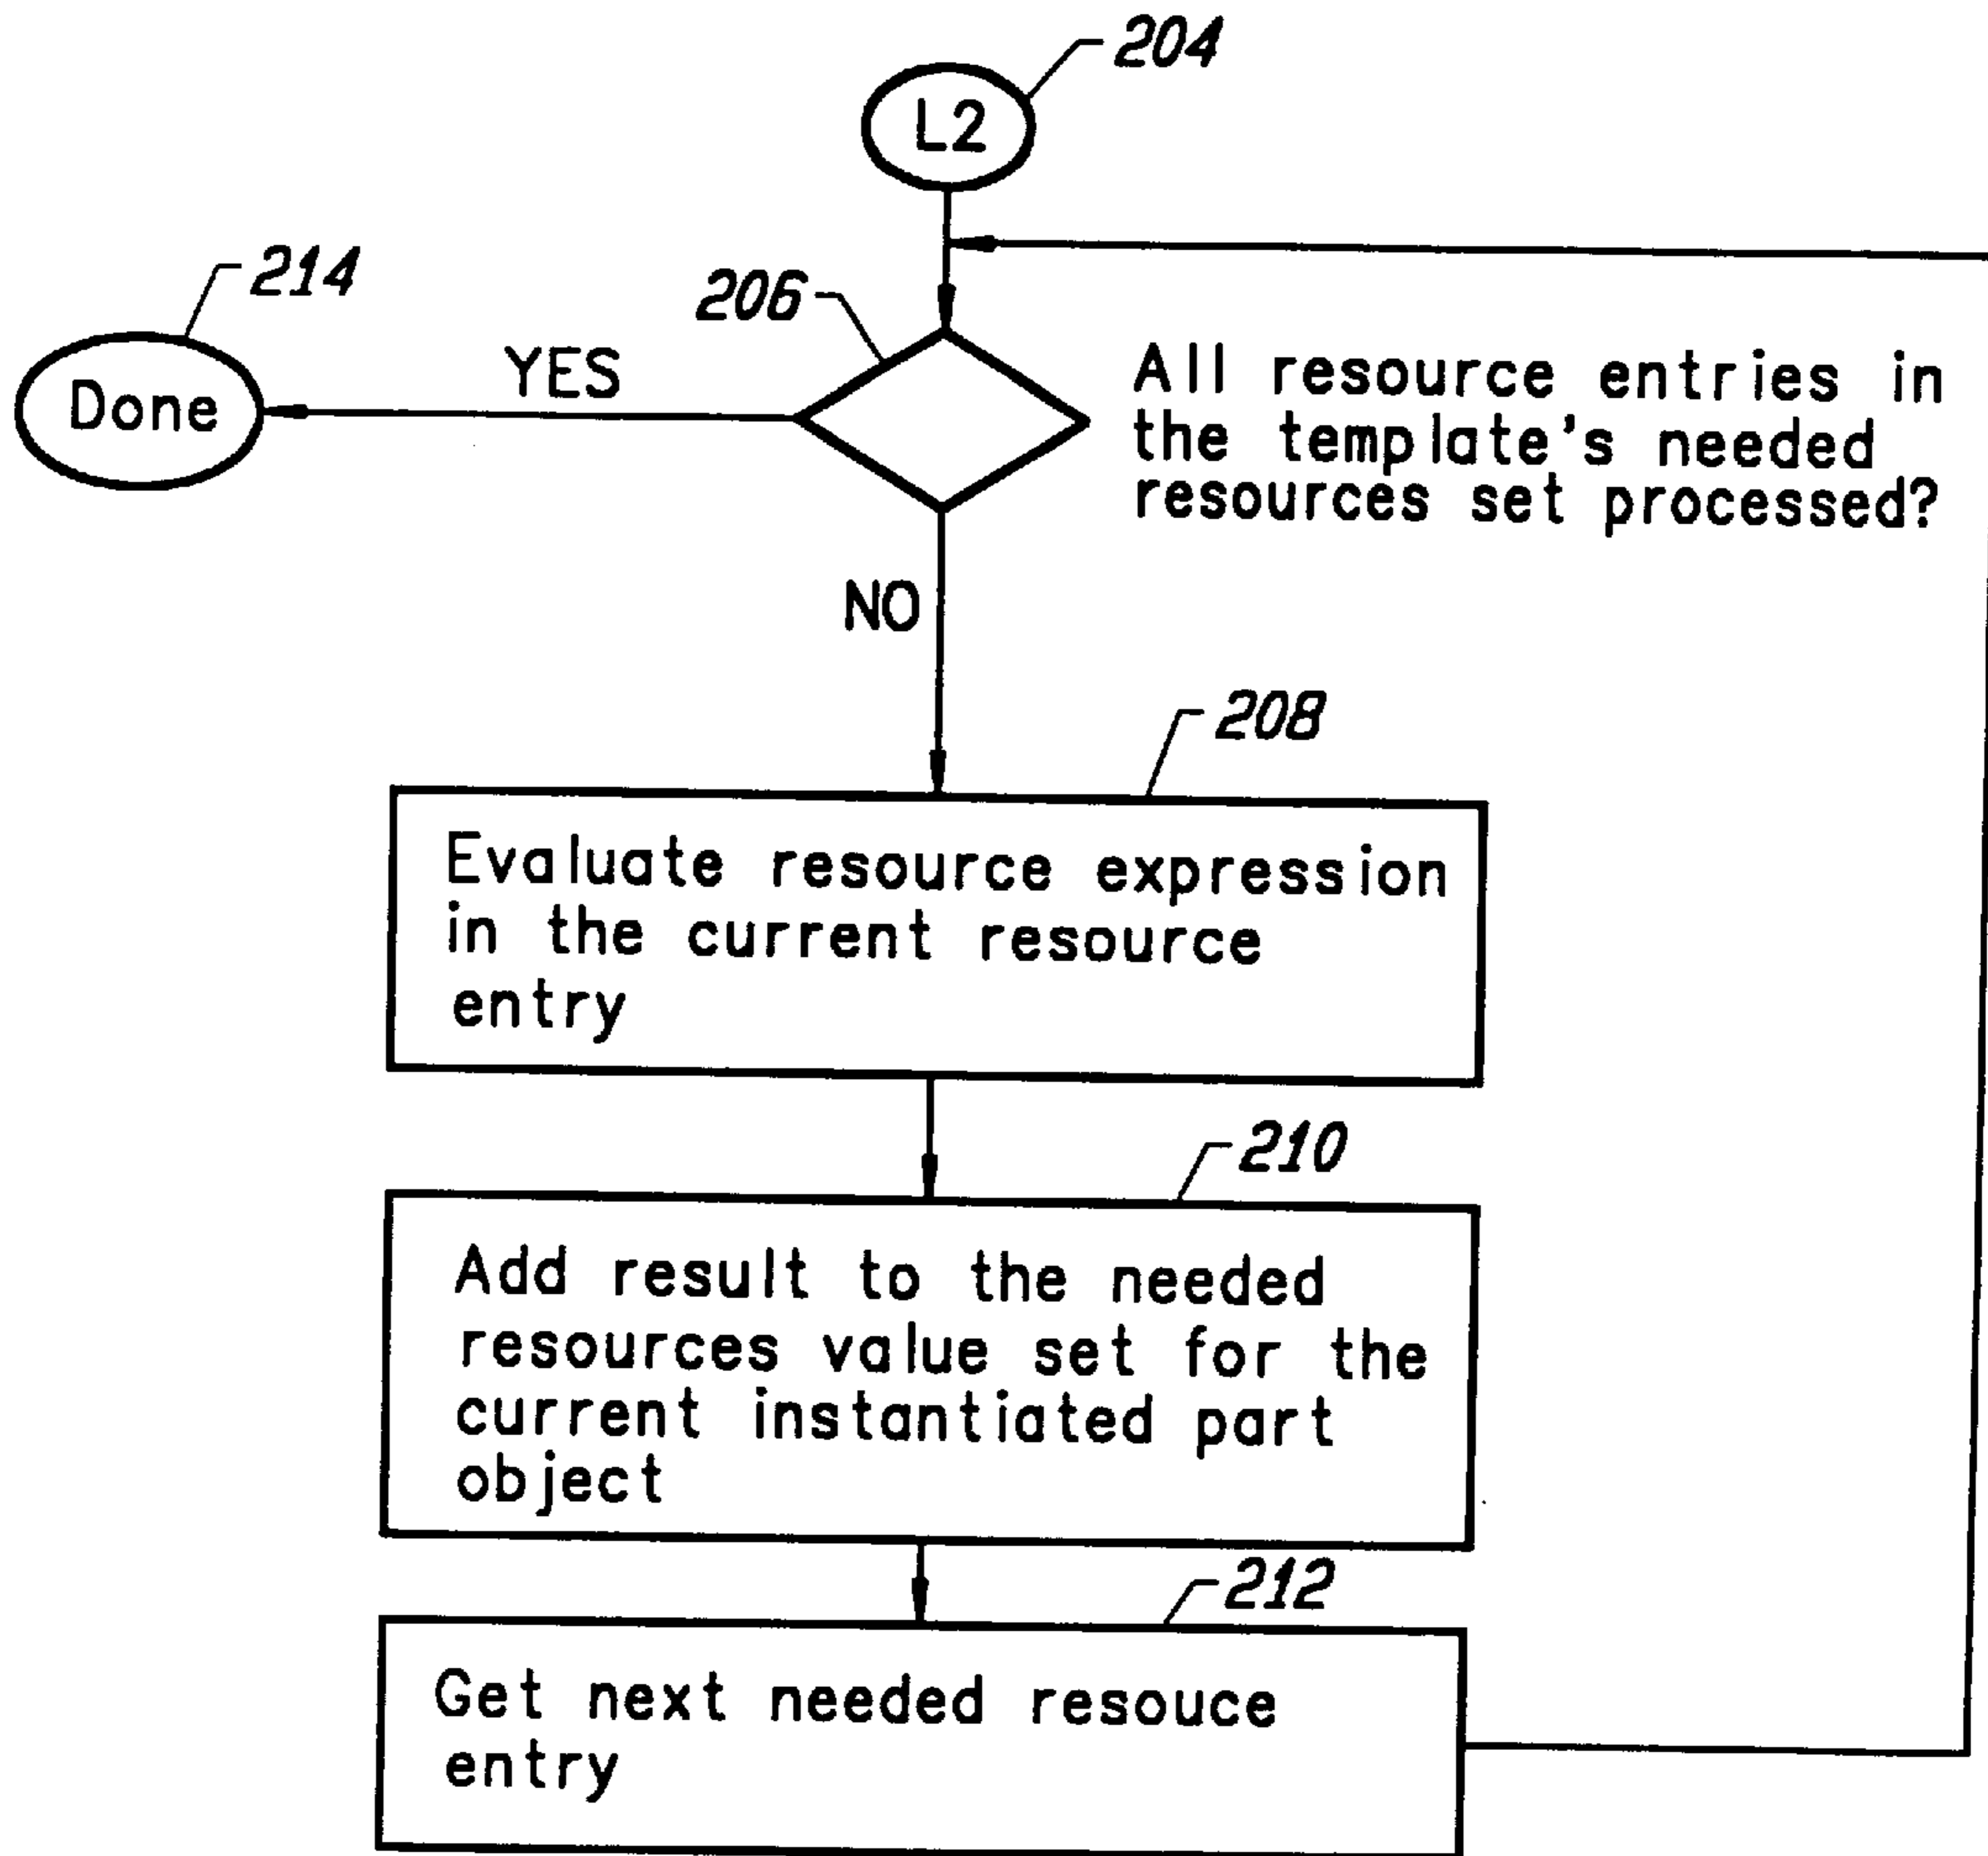 204
L2
214
206
YES
Done
All resource entries in
the template's needed
resources set processed?
NO
208
Evaluate resource expression
in the current resource
entry
210
Add result to the needed
resources value set for the
current instantiated part
object
212
Get next needed resouce
entry